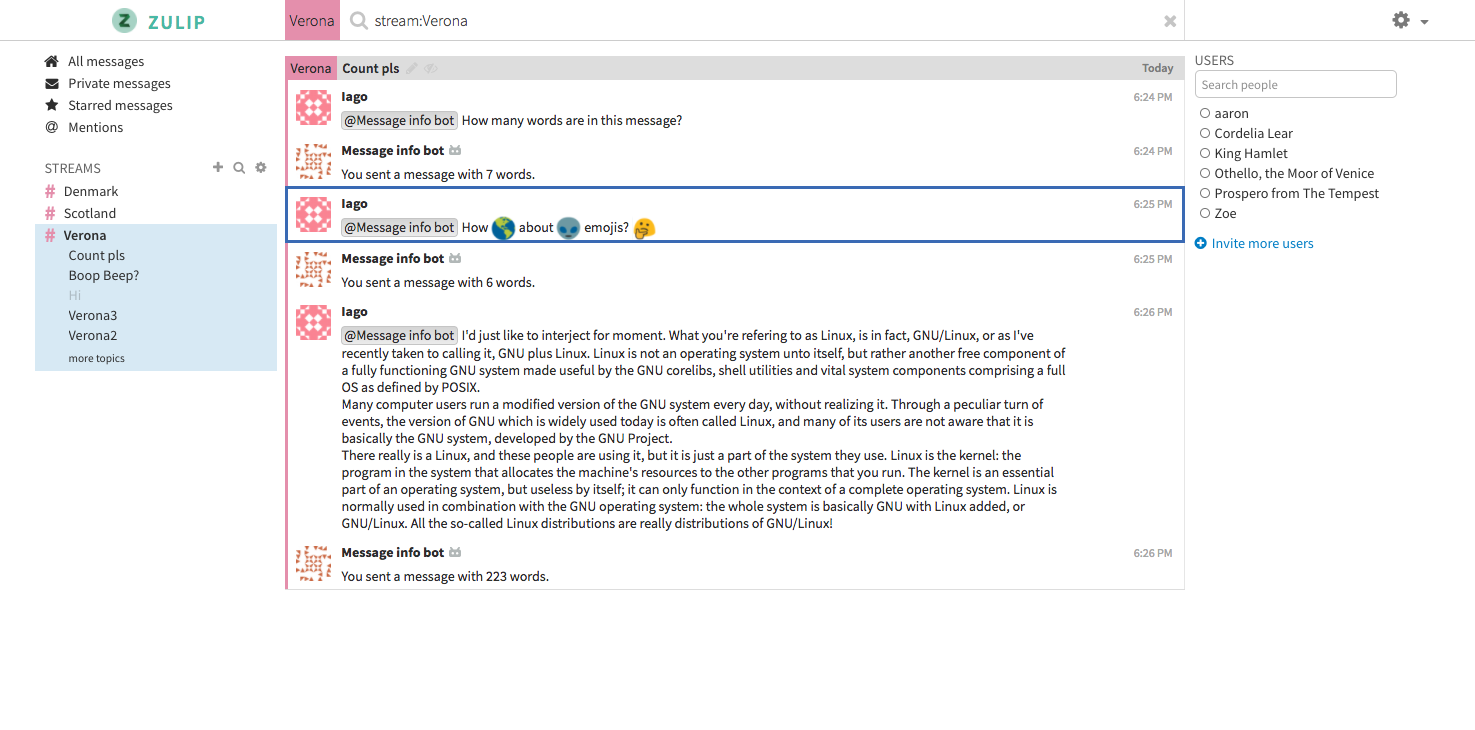 Z ZULIP
Verona stream:Verona
All messages
Private messages
Starred messages
@ Mentions
STREAMS
# Denmark
# Scotland
# Verona
Count pls
Boop Beep?
Hi
Verona3
Verona2
more topics
Verona Count pls Today
Iago 6:24 PM
@Message info bot How many words are in this message?
Message info bot 6:24 PM
You sent a message with 7 words.
Iago 6:25 PM
@Message info bot How 🌎 about 👽 emojis? 🤔
Message info bot 6:25 PM
You sent a message with 6 words.
Iago 6:26 PM
@Message info bot I'd just like to interject for moment. What you're refering to as Linux, is in fact, GNU/Linux, or as I've
recently taken to calling it, GNU plus Linux. Linux is not an operating system unto itself, but rather another free component of
a fully functioning GNU system made useful by the GNU corelibs, shell utilities and vital system components comprising a full
OS as defined by POSIX.
Many computer users run a modified version of the GNU system every day, without realizing it. Through a peculiar turn of
events, the version of GNU which is widely used today is often called Linux, and many of its users are not aware that it is
basically the GNU system, developed by the GNU Project.
There really is a Linux, and these people are using it, but it is just a part of the system they use. Linux is the kernel: the
program in the system that allocates the machine's resources to the other programs that you run. The kernel is an essential
part of an operating system, but useless by itself; it can only function in the context of a complete operating system. Linux is
normally used in combination with the GNU operating system: the whole system is basically GNU with Linux added, or
GNU/Linux. All the so-called Linux distributions are really distributions of GNU/Linux!
Message info bot 6:26 PM
You sent a message with 223 words.
USERS
Search people
aaron
Cordelia Lear
King Hamlet
Othello, the Moor of Venice
Prospero from The Tempest
Zoe
Invite more users